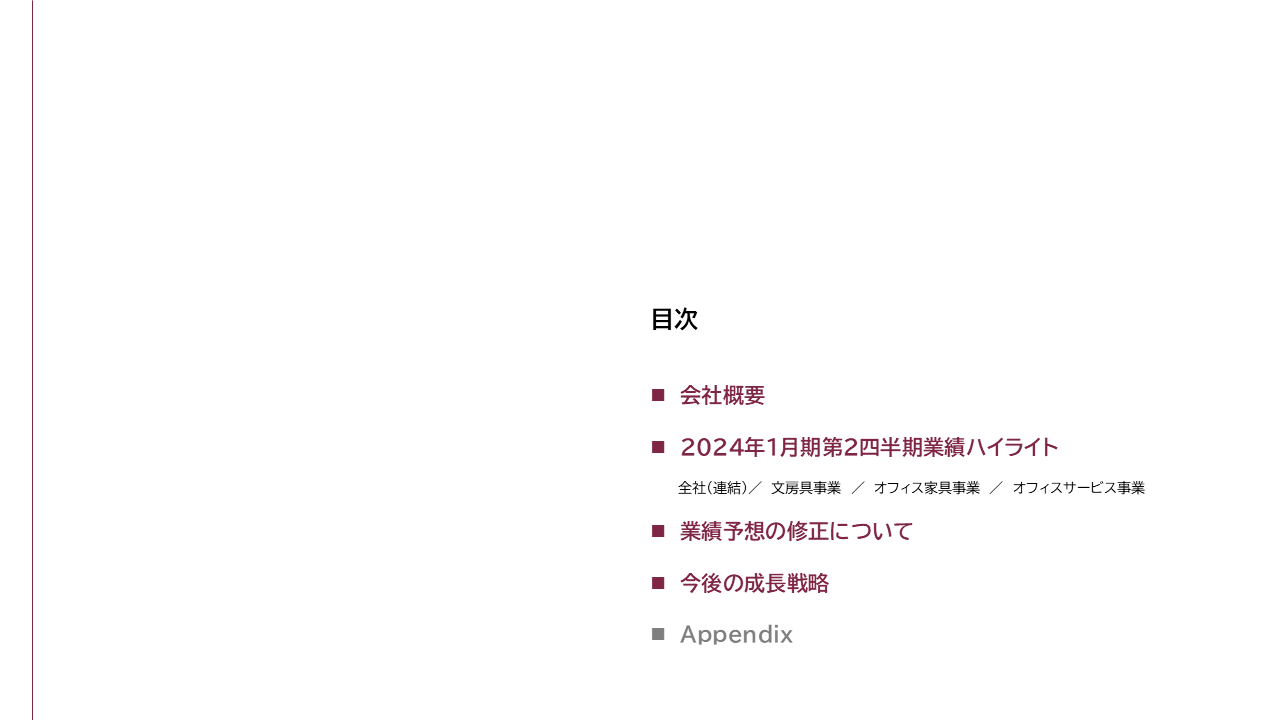 目次
■ 会社概要
■ 2024年1月期第2四半期業績ハイライト
全社(連結)／ 文房具事業 ／ オフィス家具事業 ／ オフィスサービス事業
■ 業績予想の修正について
■ 今後の成長戦略
■ Appendix